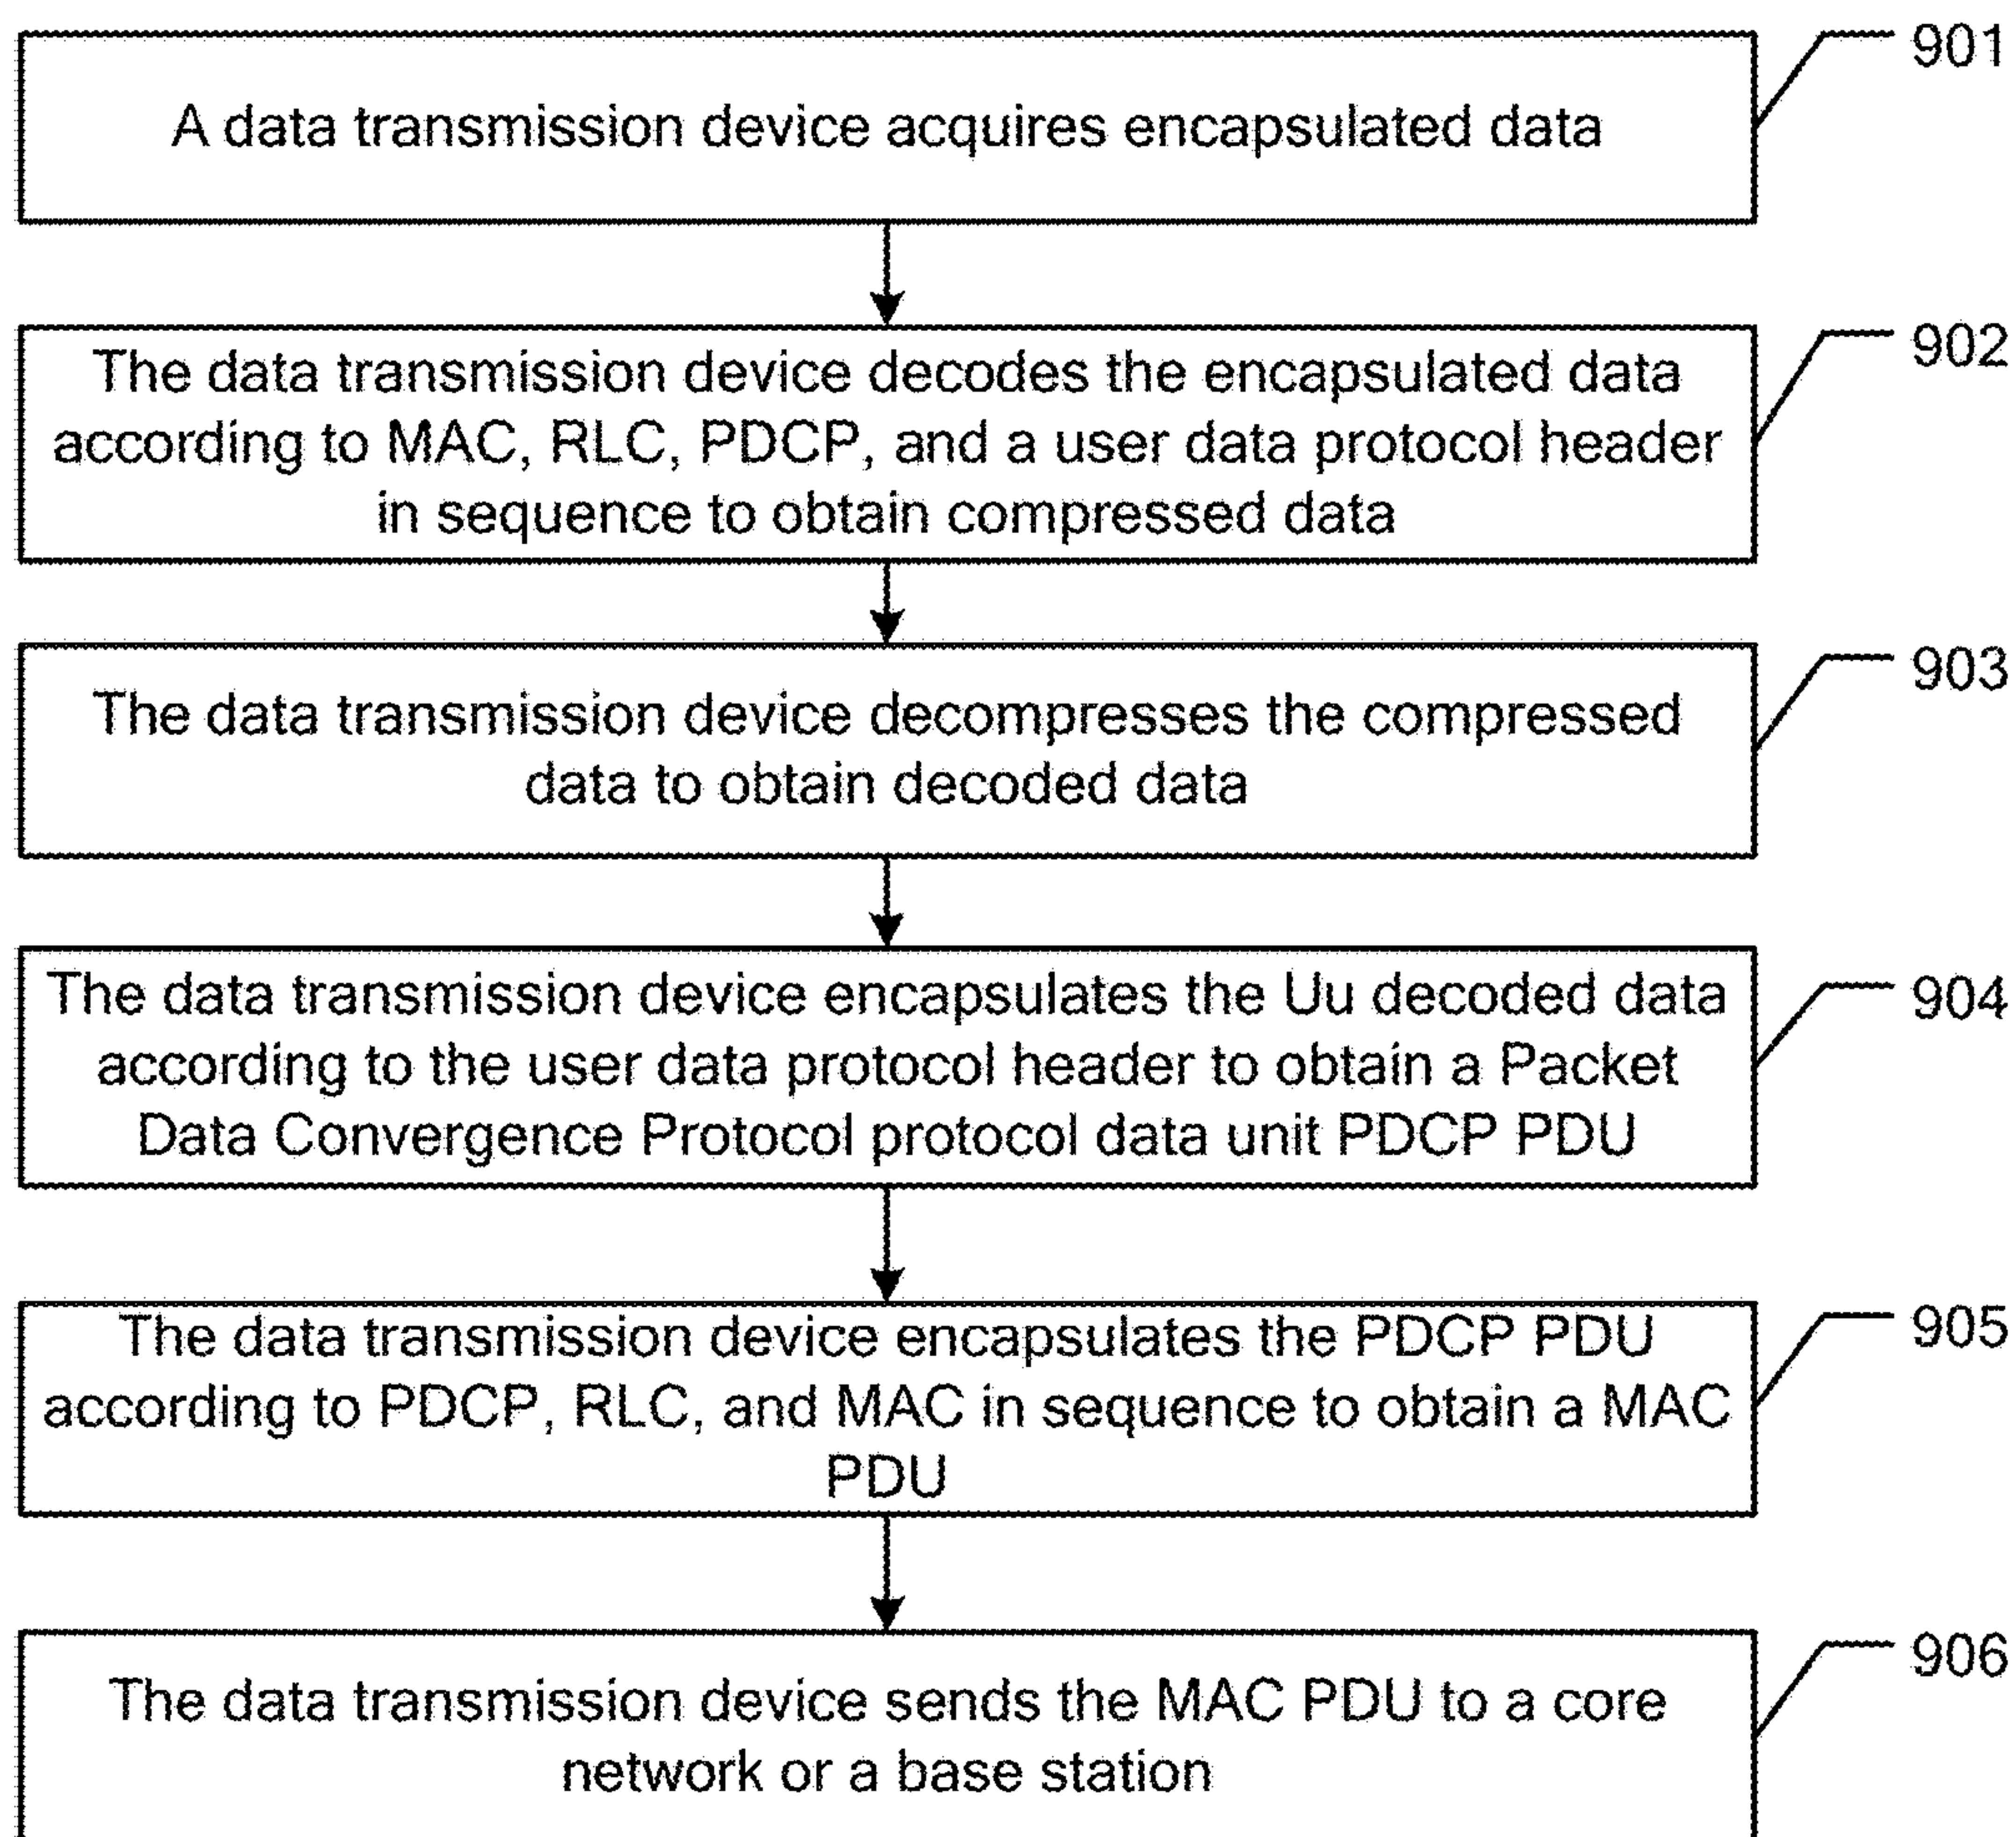 901
A data transmission device acquires encapsulated data
902
The data transmission device decodes the encapsulated data
according to MAC, RLC, PDCP, and a user data protocol header
in sequence to obtain compressed data
903
The data transmission device decompresses the compressed
data to obtain decoded data
904
The data transmission device encapsulates the Uu decoded data
according to the user data protocol header to obtain a Packet
Data Convergence Protocol protocol data unit PDCP PDU
905
The data transmission device encapsulates the PDCP PDU
according to PDCP, RLC, and MAC in sequence to obtain a MAC
PDU
906
The data transmission device sends the MAC PDU to a core
network or a base station